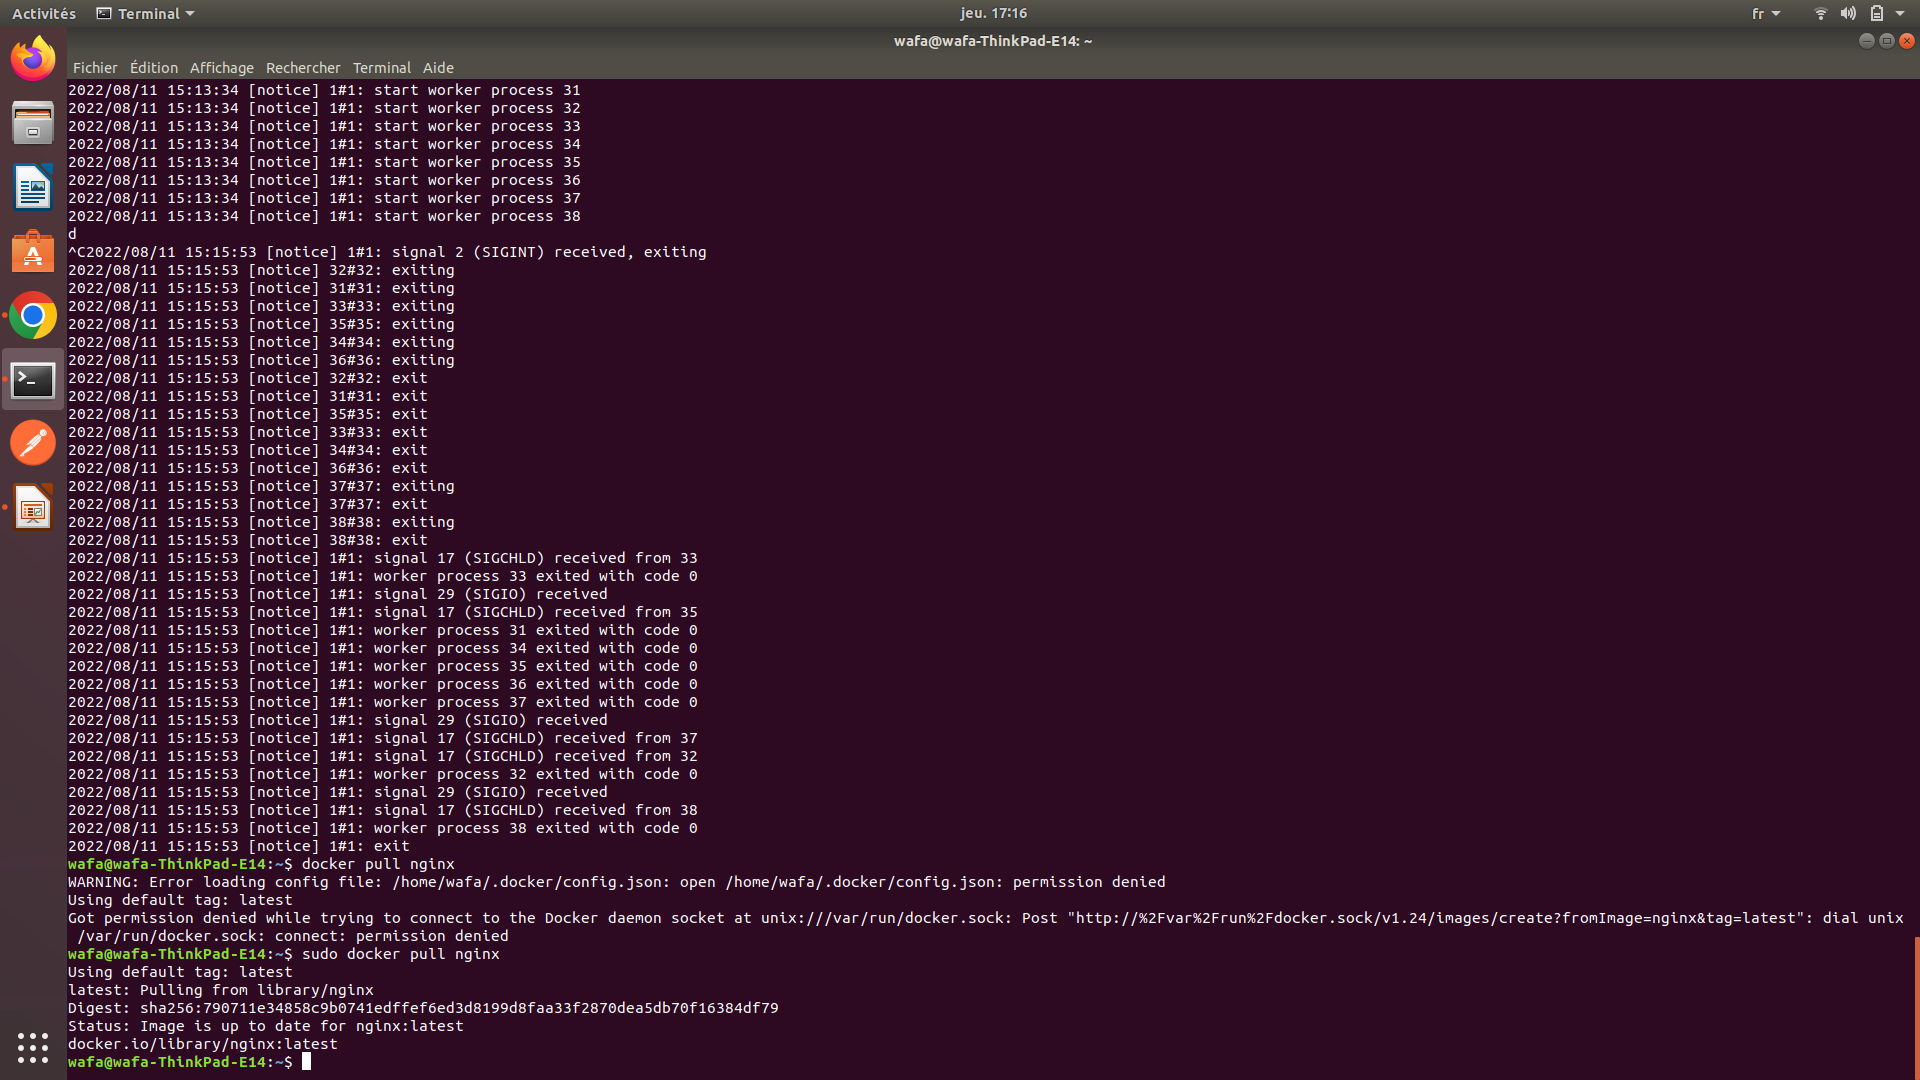 Activités Terminal jeu. 17:16 fr
wafa@wafa-ThinkPad-E14: ~
Fichier Édition Affichage Rechercher Terminal Aide
2022/08/11 15:13:34 [notice] 1#1: start worker process 31
2022/08/11 15:13:34 [notice] 1#1: start worker process 32
2022/08/11 15:13:34 [notice] 1#1: start worker process 33
2022/08/11 15:13:34 [notice] 1#1: start worker process 34
2022/08/11 15:13:34 [notice] 1#1: start worker process 35
2022/08/11 15:13:34 [notice] 1#1: start worker process 36
2022/08/11 15:13:34 [notice] 1#1: start worker process 37
2022/08/11 15:13:34 [notice] 1#1: start worker process 38
d
^C2022/08/11 15:15:53 [notice] 1#1: signal 2 (SIGINT) received, exiting
2022/08/11 15:15:53 [notice] 32#32: exiting
2022/08/11 15:15:53 [notice] 31#31: exiting
2022/08/11 15:15:53 [notice] 33#33: exiting
2022/08/11 15:15:53 [notice] 35#35: exiting
2022/08/11 15:15:53 [notice] 34#34: exiting
2022/08/11 15:15:53 [notice] 36#36: exiting
2022/08/11 15:15:53 [notice] 32#32: exit
2022/08/11 15:15:53 [notice] 31#31: exit
2022/08/11 15:15:53 [notice] 35#35: exit
2022/08/11 15:15:53 [notice] 33#33: exit
2022/08/11 15:15:53 [notice] 34#34: exit
2022/08/11 15:15:53 [notice] 36#36: exit
2022/08/11 15:15:53 [notice] 37#37: exiting
2022/08/11 15:15:53 [notice] 37#37: exit
2022/08/11 15:15:53 [notice] 38#38: exiting
2022/08/11 15:15:53 [notice] 38#38: exit
2022/08/11 15:15:53 [notice] 1#1: signal 17 (SIGCHLD) received from 33
2022/08/11 15:15:53 [notice] 1#1: worker process 33 exited with code 0
2022/08/11 15:15:53 [notice] 1#1: signal 29 (SIGIO) received
2022/08/11 15:15:53 [notice] 1#1: signal 17 (SIGCHLD) received from 35
2022/08/11 15:15:53 [notice] 1#1: worker process 31 exited with code 0
2022/08/11 15:15:53 [notice] 1#1: worker process 34 exited with code 0
2022/08/11 15:15:53 [notice] 1#1: worker process 35 exited with code 0
2022/08/11 15:15:53 [notice] 1#1: worker process 36 exited with code 0
2022/08/11 15:15:53 [notice] 1#1: worker process 37 exited with code 0
2022/08/11 15:15:53 [notice] 1#1: signal 29 (SIGIO) received
2022/08/11 15:15:53 [notice] 1#1: signal 17 (SIGCHLD) received from 37
2022/08/11 15:15:53 [notice] 1#1: signal 17 (SIGCHLD) received from 32
2022/08/11 15:15:53 [notice] 1#1: worker process 32 exited with code 0
2022/08/11 15:15:53 [notice] 1#1: signal 29 (SIGIO) received
2022/08/11 15:15:53 [notice] 1#1: signal 17 (SIGCHLD) received from 38
2022/08/11 15:15:53 [notice] 1#1: worker process 38 exited with code 0
2022/08/11 15:15:53 [notice] 1#1: exit
wafa@wafa-ThinkPad-E14:~$ docker pull nginx
WARNING: Error loading config file: /home/wafa/.docker/config.json: open /home/wafa/.docker/config.json: permission denied
Using default tag: latest
Got permission denied while trying to connect to the Docker daemon socket at unix:///var/run/docker.sock: Post "http://%2Fvar%2Frun%2Fdocker.sock/v1.24/images/create?fromImage=nginx&tag=latest": dial unix
/var/run/docker.sock: connect: permission denied
wafa@wafa-ThinkPad-E14:~$ sudo docker pull nginx
Using default tag: latest
latest: Pulling from library/nginx
Digest: sha256:790711e34858c9b0741edffef6ed3d8199d8faa33f2870dea5db70f16384df79
Status: Image is up to date for nginx:latest
docker.io/library/nginx:latest
wafa@wafa-ThinkPad-E14:~$